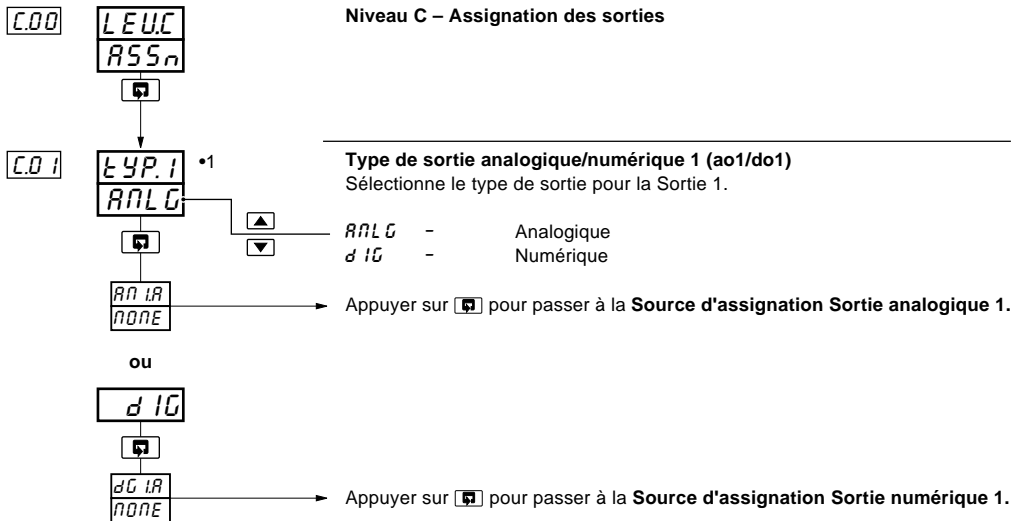 C.00
LEV.C
ASSn
Niveau C – Assignation des sorties
C.01
tYP.1
•1
ANLG
Type de sortie analogique/numérique 1 (ao1/do1)
Sélectionne le type de sortie pour la Sortie 1.
ANLG – Analogique
dIG – Numérique
AN1.A
NONE
Appuyer sur pour passer à la Source d'assignation Sortie analogique 1.
ou
dIG
dG1.A
NONE
Appuyer sur pour passer à la Source d'assignation Sortie numérique 1.